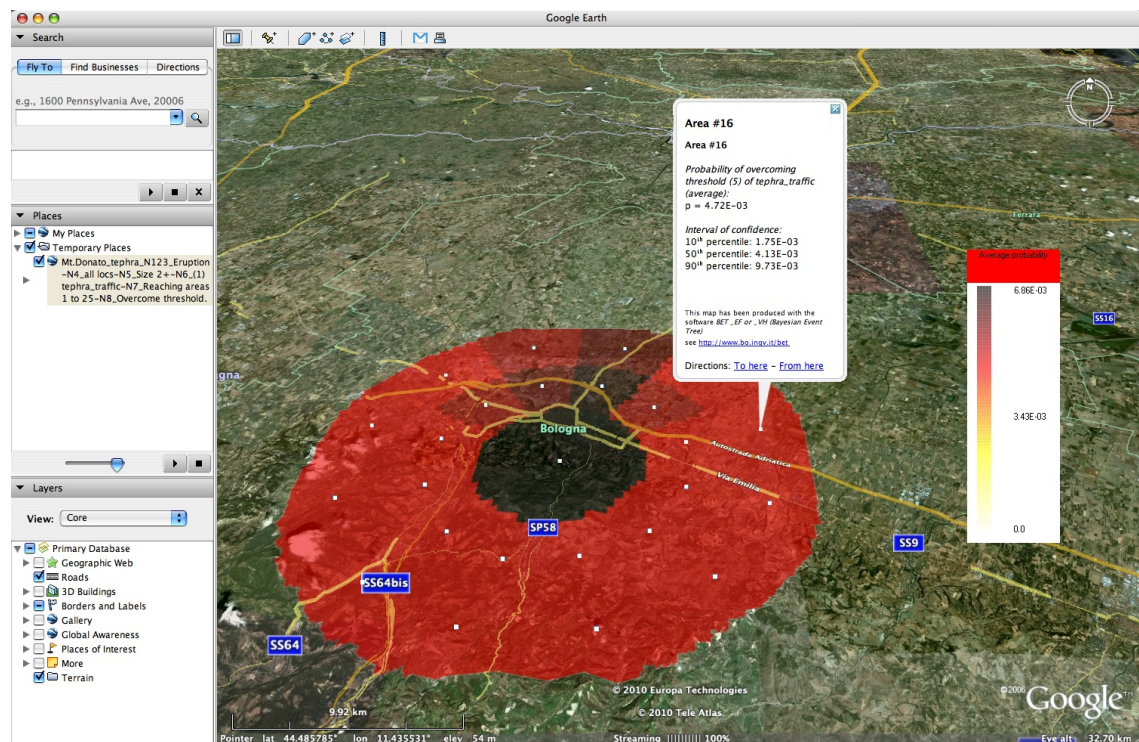 Google Earth
Search
Fly To
Find Businesses
Directions
e.g., 1600 Pennsylvania Ave, 20006
Places
My Places
Temporary Places
Mt.Donato_tephra_N123_Eruption
-N4_all locs-N5_Size 2+-N6_(1)
tephra_traffic-N7_Reaching areas
1 to 25-N8_Overcome threshold.
Layers
View:
Core
Primary Database
Geographic Web
Roads
3D Buildings
Borders and Labels
Gallery
Global Awareness
Places of Interest
More
Terrain
Area #16
Area #16
Probability of overcoming
threshold (5) of tephra_traffic
(average):
p = 4.72E-03
Interval of confidence:
10th percentile: 1.75E-03
50th percentile: 4.13E-03
90th percentile: 9.73E-03
This map has been produced with the
software BET_EF or _VH (Bayesian Event
Tree)
see http://www.bo.ingv.it/bet
Directions: To here - From here
N
Ferrara
Average probability
6.86E-03
3.43E-03
0.0
SS16
gna
Bologna
Autostrada Adriatica
Via Emilia
SP58
SS9
SS64bis
SS64
© 2010 Europa Technologies
© 2010 Tele Atlas
©2006 Google™
9.92 km
Pointer lat 44.485785° lon 11.435531° elev 54 m
Streaming |||||||||| 100%
Eye alt 32.70 km